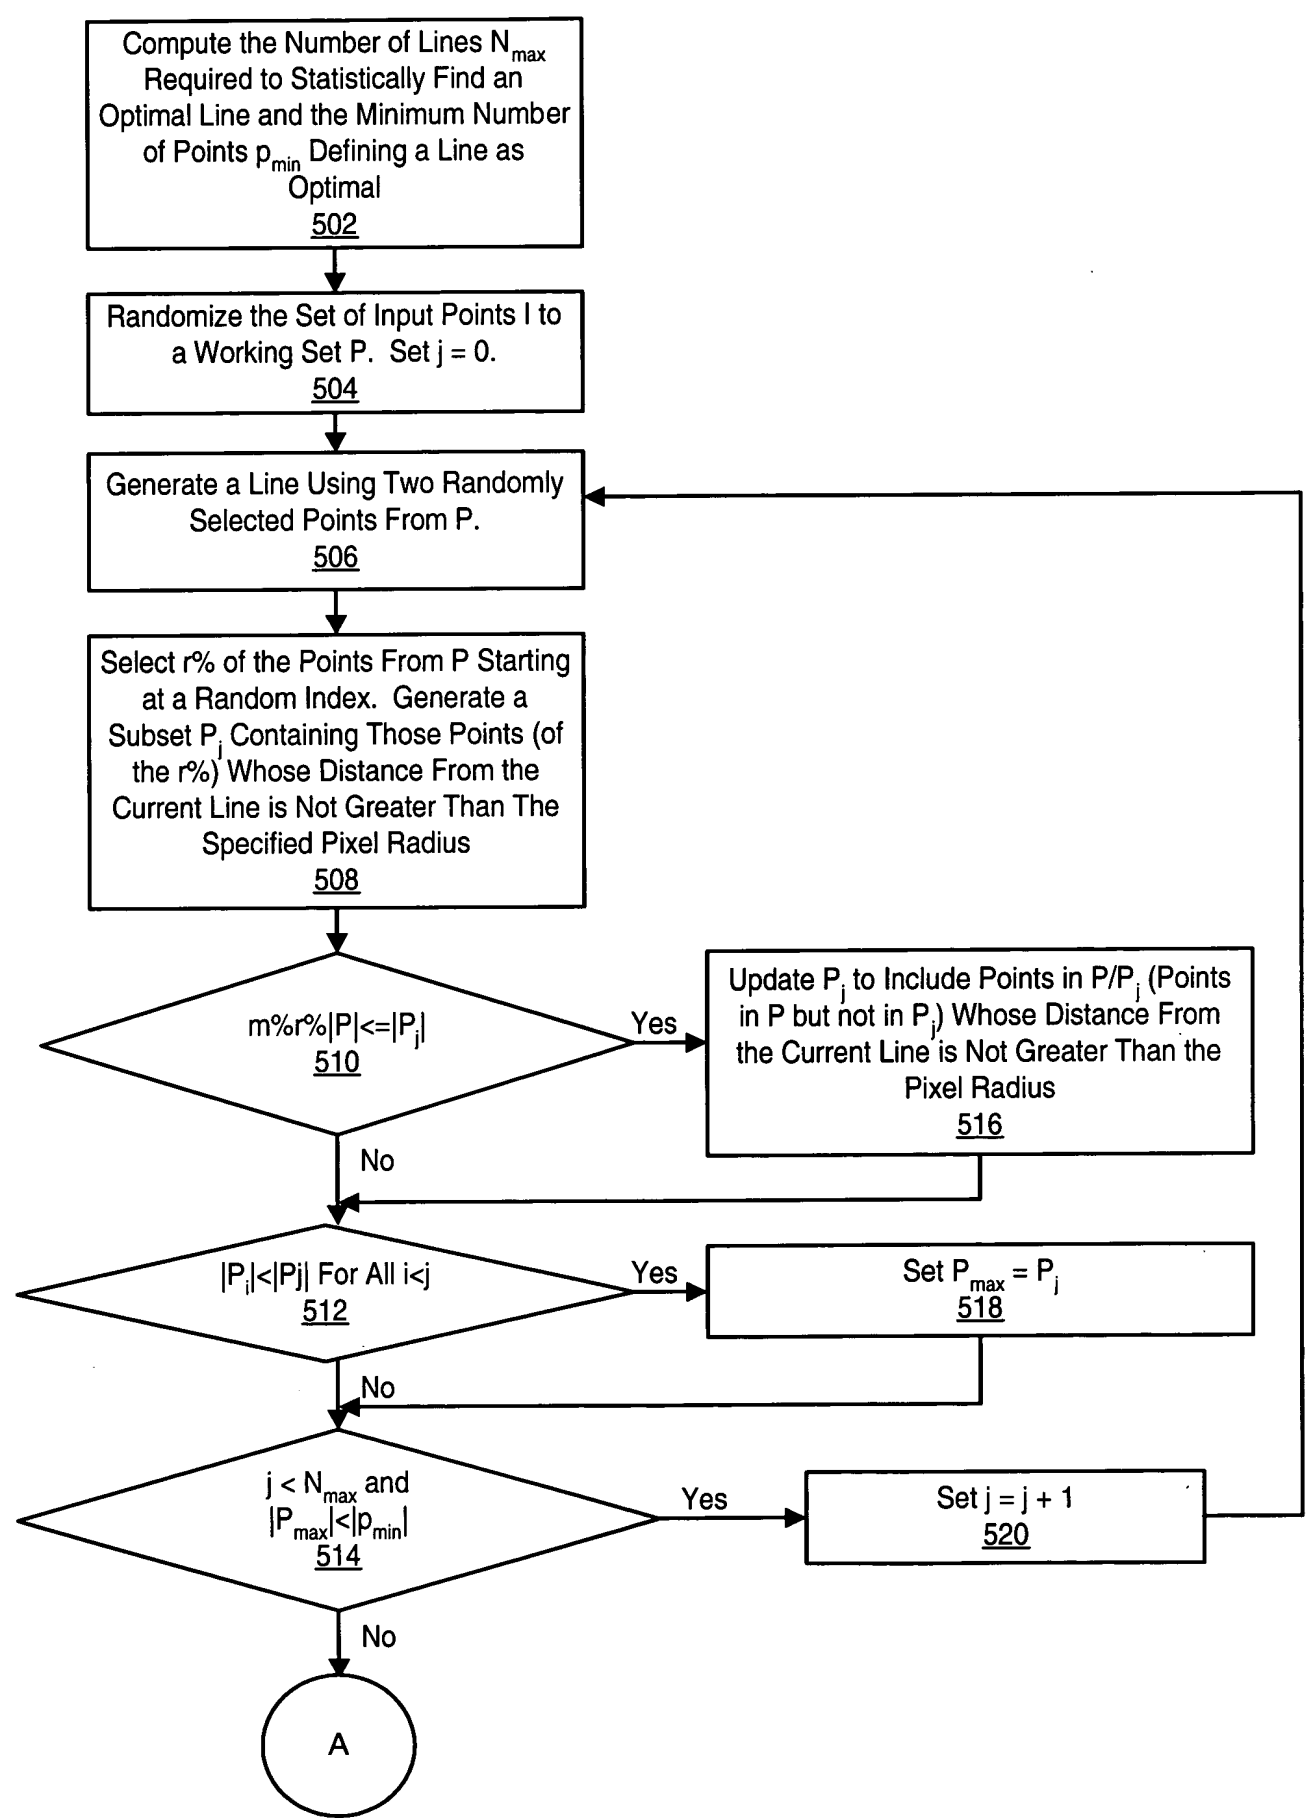 Compute the Number of Lines N_max
Required to Statistically Find an
Optimal Line and the Minimum Number
of Points p_min Defining a Line as
Optimal
502
Randomize the Set of Input Points I to
a Working Set P. Set j = 0.
504
Generate a Line Using Two Randomly
Selected Points From P.
506
Select r% of the Points From P Starting
at a Random Index. Generate a
Subset P_j Containing Those Points (of
the r%) Whose Distance From the
Current Line is Not Greater Than The
Specified Pixel Radius
508
m%r%|P|<=|P_j|
510
Yes
Update P_j to Include Points in P/P_j (Points
in P but not in P_j) Whose Distance From
the Current Line is Not Greater Than the
Pixel Radius
516
No
|P_i|<|Pj| For All i<j
512
Yes
Set P_max = P_j
518
No
j < N_max and
|P_max|<|p_min|
514
Yes
Set j = j + 1
520
No
A